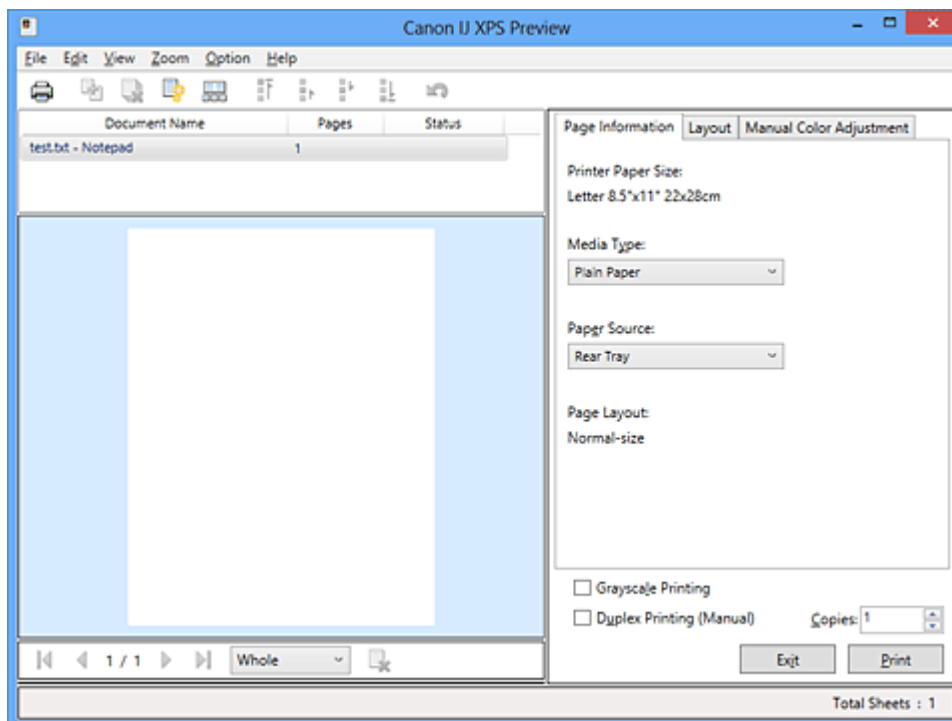 Canon IJ XPS Preview
File Edit View Zoom Option Help
Document Name Pages Status
test.txt - Notepad 1
Page Information Layout Manual Color Adjustment
Printer Paper Size:
Letter 8.5"x11" 22x28cm
Media Type:
Plain Paper
Paper Source:
Rear Tray
Page Layout:
Normal-size
Grayscale Printing
Duplex Printing (Manual) Copies: 1
1 / 1 Whole
Exit Print
Total Sheets : 1